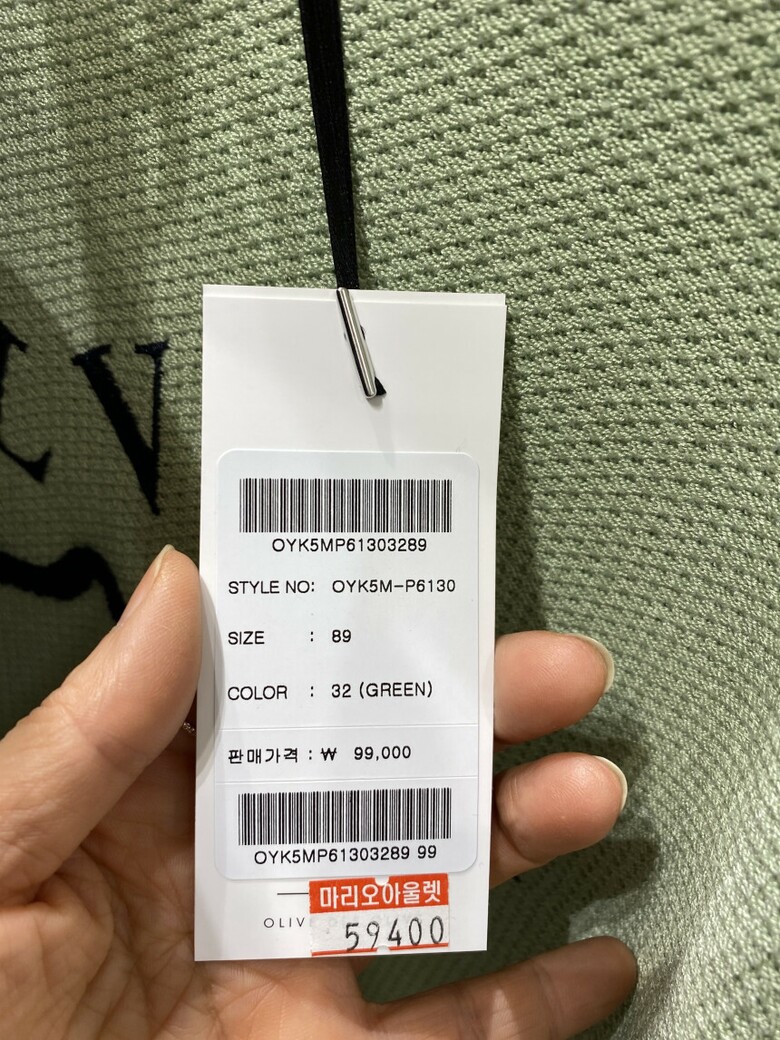 V
OYK5MP61303289
STYLE NO: OYK5M-P6130
SIZE : 89
COLOR : 32 (GREEN)
판매가격 : ₩ 99,000
OYK5MP61303289 99
마리오아울렛
OLIV
59400